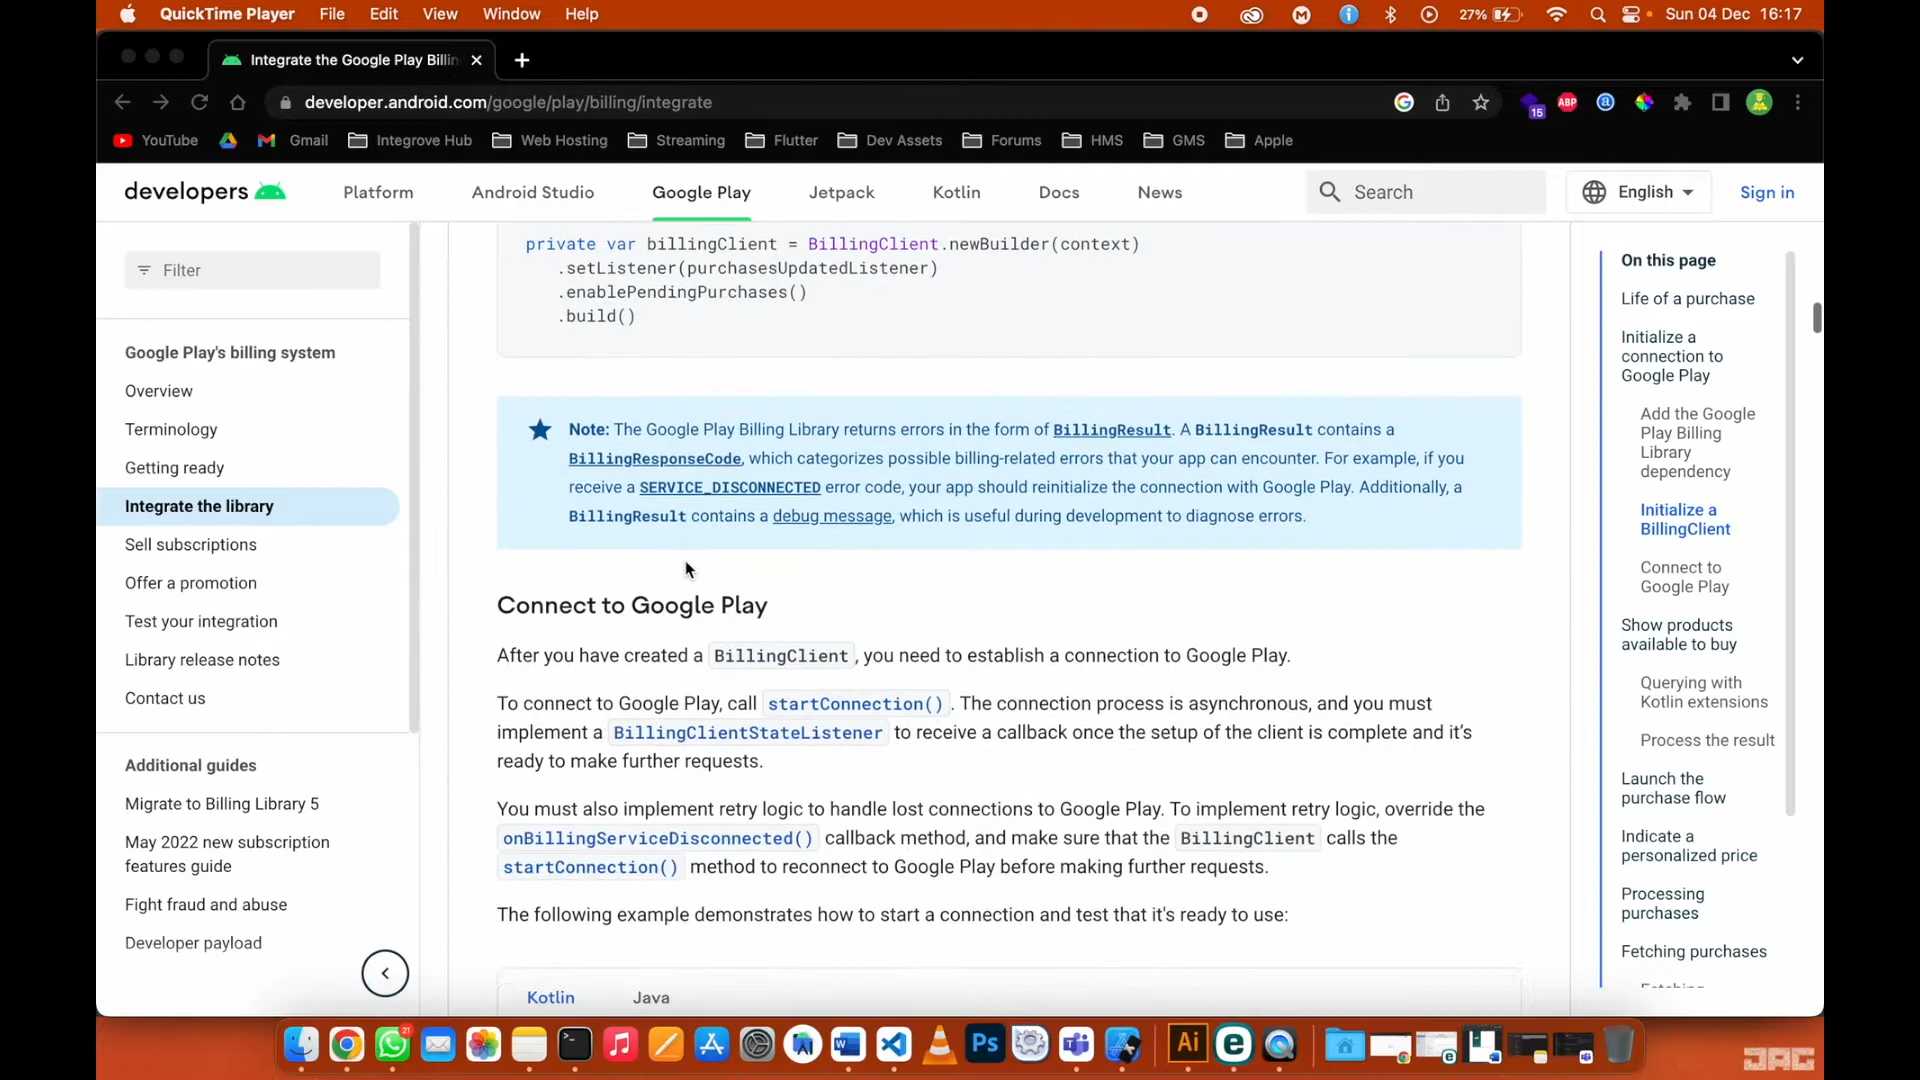 QuickTime Player File Edit View Window Help 27% Sun 04 Dec 16:17
Integrate the Google Play Billin
developer.android.com/google/play/billing/integrate
15 ABP
YouTube Gmail Integrove Hub Web Hosting Streaming Flutter Dev Assets Forums HMS GMS Apple
developers Platform Android Studio Google Play Jetpack Kotlin Docs News Search English Sign in
Filter
Google Play's billing system
Overview
Terminology
Getting ready
Integrate the library
Sell subscriptions
Offer a promotion
Test your integration
Library release notes
Contact us
Additional guides
Migrate to Billing Library 5
May 2022 new subscription
features guide
Fight fraud and abuse
Developer payload
private var billingClient = BillingClient.newBuilder(context)
.setListener(purchasesUpdatedListener)
.enablePendingPurchases()
.build()
Note: The Google Play Billing Library returns errors in the form of BillingResult. A BillingResult contains a
BillingResponseCode, which categorizes possible billing-related errors that your app can encounter. For example, if you
receive a SERVICE_DISCONNECTED error code, your app should reinitialize the connection with Google Play. Additionally, a
BillingResult contains a debug message, which is useful during development to diagnose errors.
Connect to Google Play
After you have created a BillingClient, you need to establish a connection to Google Play.
To connect to Google Play, call startConnection(). The connection process is asynchronous, and you must
implement a BillingClientStateListener to receive a callback once the setup of the client is complete and it's
ready to make further requests.
You must also implement retry logic to handle lost connections to Google Play. To implement retry logic, override the
onBillingServiceDisconnected() callback method, and make sure that the BillingClient calls the
startConnection() method to reconnect to Google Play before making further requests.
The following example demonstrates how to start a connection and test that it's ready to use:
Kotlin Java
On this page
Life of a purchase
Initialize a
connection to
Google Play
Add the Google
Play Billing
Library
dependency
Initialize a
BillingClient
Connect to
Google Play
Show products
available to buy
Querying with
Kotlin extensions
Process the result
Launch the
purchase flow
Indicate a
personalized price
Processing
purchases
Fetching purchases
Fetching
21 Ps Ai
JAG